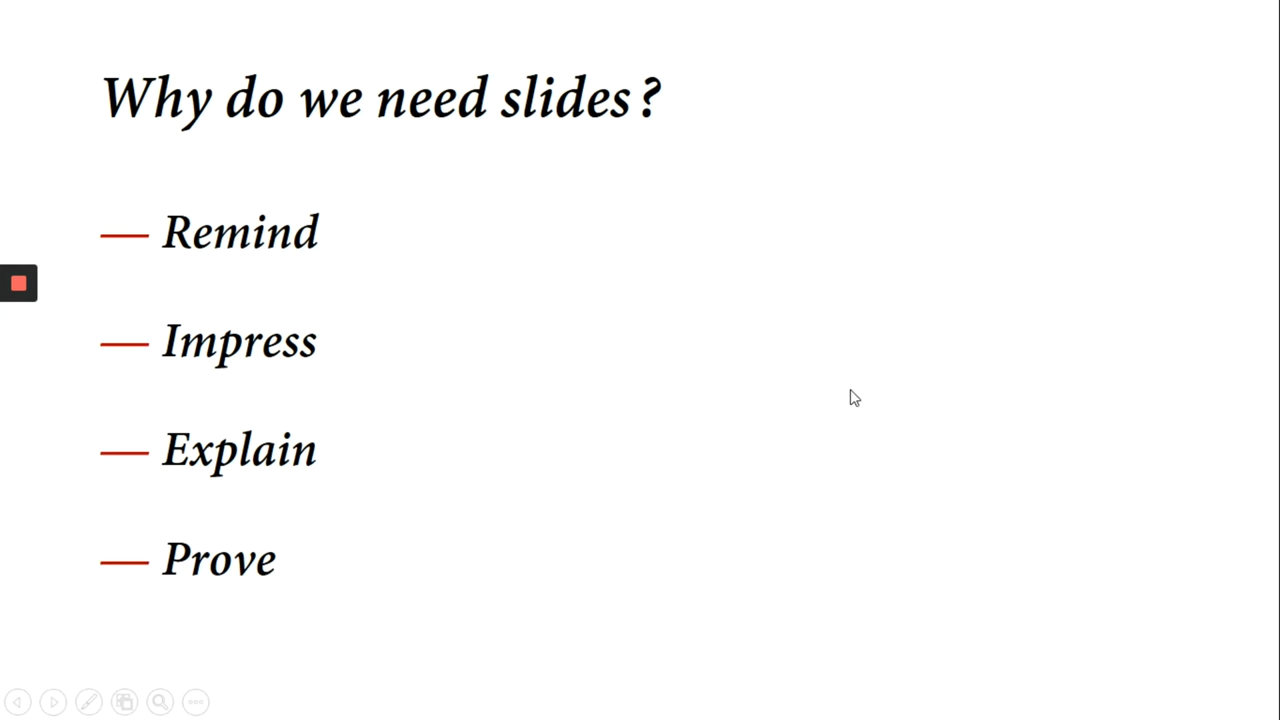 Why do we need slides?
— Remind
— Impress
— Explain
— Prove